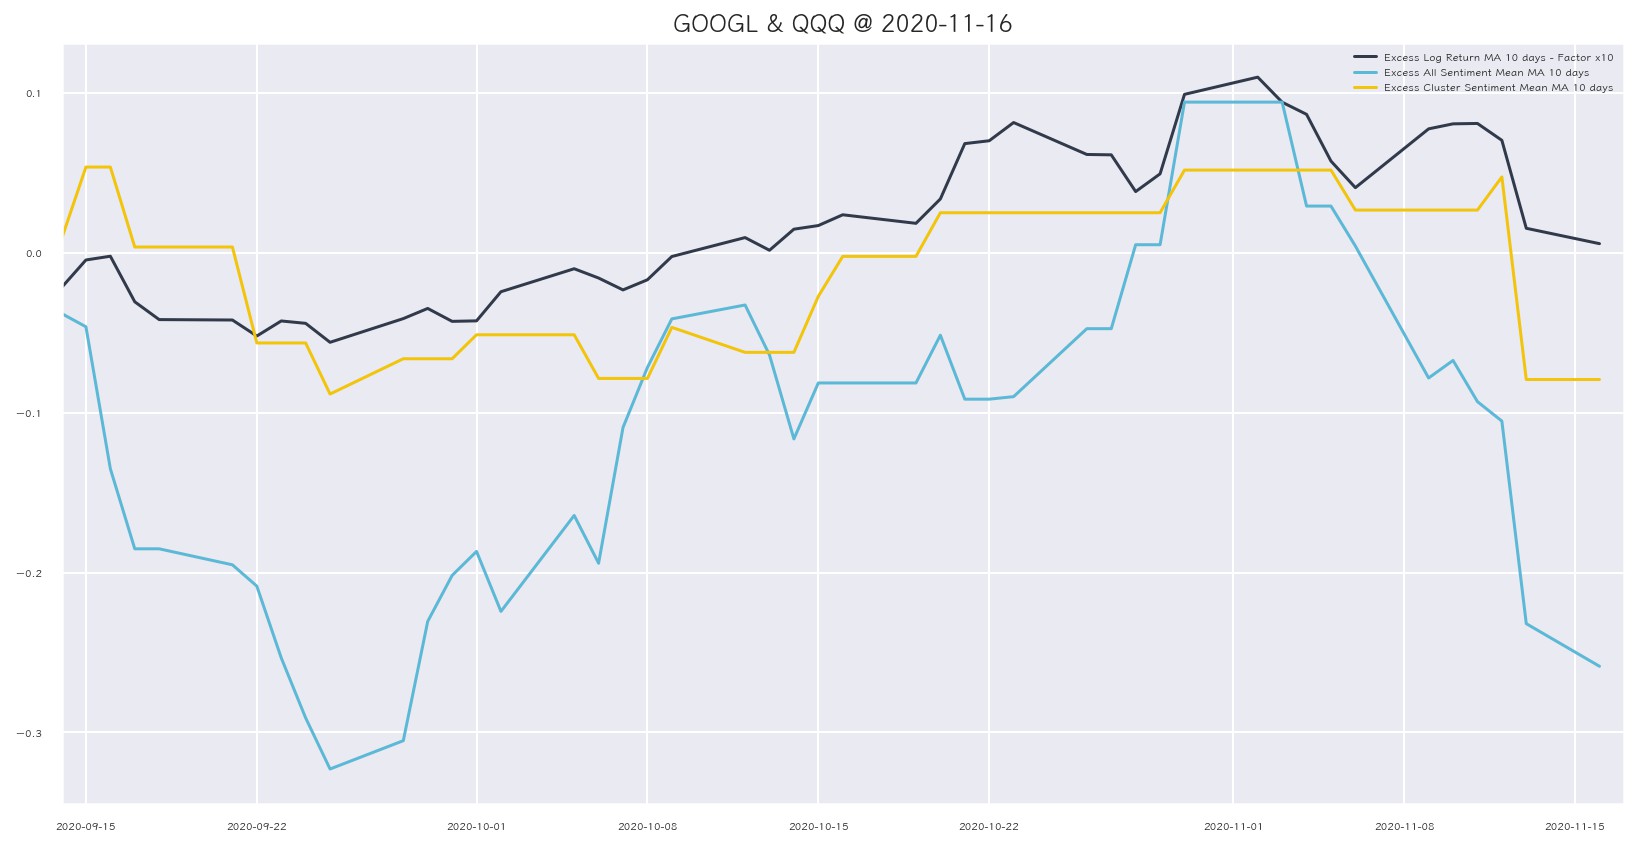 GOOGL & QQQ @ 2020-11-16
Excess Log Return MA 10 days - Factor x10
Excess All Sentiment Mean MA 10 days
Excess Cluster Sentiment Mean MA 10 days
0.1
0.0
−0.1
−0.2
−0.3
2020-09-15 2020-09-22 2020-10-01 2020-10-08 2020-10-15 2020-10-22 2020-11-01 2020-11-08 2020-11-15